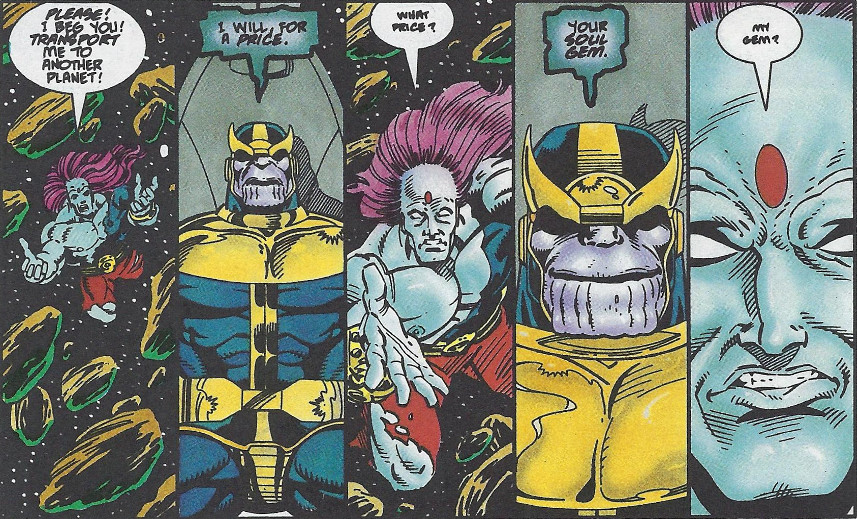 PLEASE!
I BEG YOU!
TRANSPORT
ME TO
ANOTHER
PLANET!
I WILL, FOR
A PRICE.
WHAT
PRICE?
YOUR
SOUL
GEM.
MY
GEM?